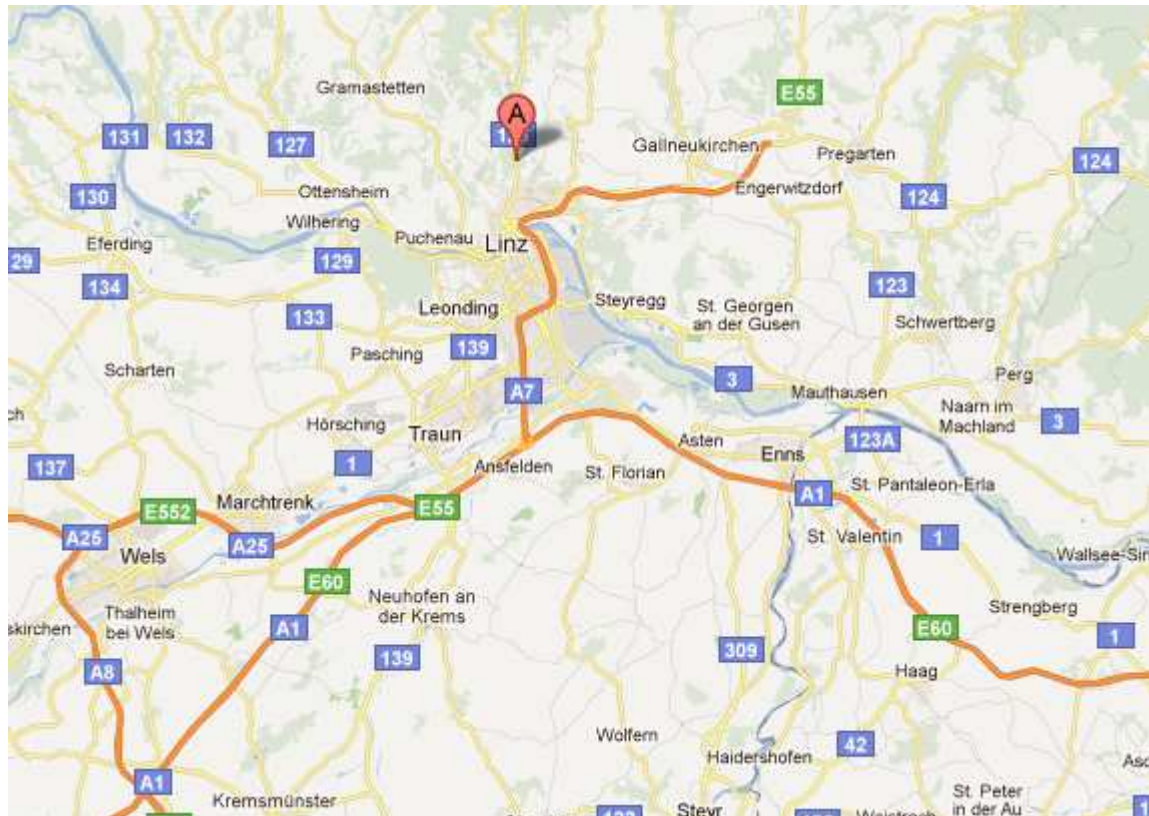 Gramastetten
A
E55
131
132
127
Gallneukirchen
Pregarten
124
130
Ottensheim
Engerwitzdorf
124
Wilhering
Puchenau
Linz
Eferding
129
29
134
123
Steyregg
St. Georgen
an der Gusen
Leonding
133
Schwertberg
139
Pasching
Scharten
3
Perg
A7
Mauthausen
Naarn im
Machland
3
ch
Hörsching
Traun
Asten
Enns
123A
137
1
Ansfelden
St. Florian
St. Pantaleon-Erla
Marchtrenk
A1
E552
E55
A25
A25
St. Valentin
1
Wels
Wallsee-Sin
E60
Neuhofen an
der Krems
Thalheim
bei Wels
Strengberg
skirchen
A1
E60
1
139
309
A8
Haag
Wolfern
42
Haidershofen
A1
Kremsmünster
St. Peter
in der Au
Steyr